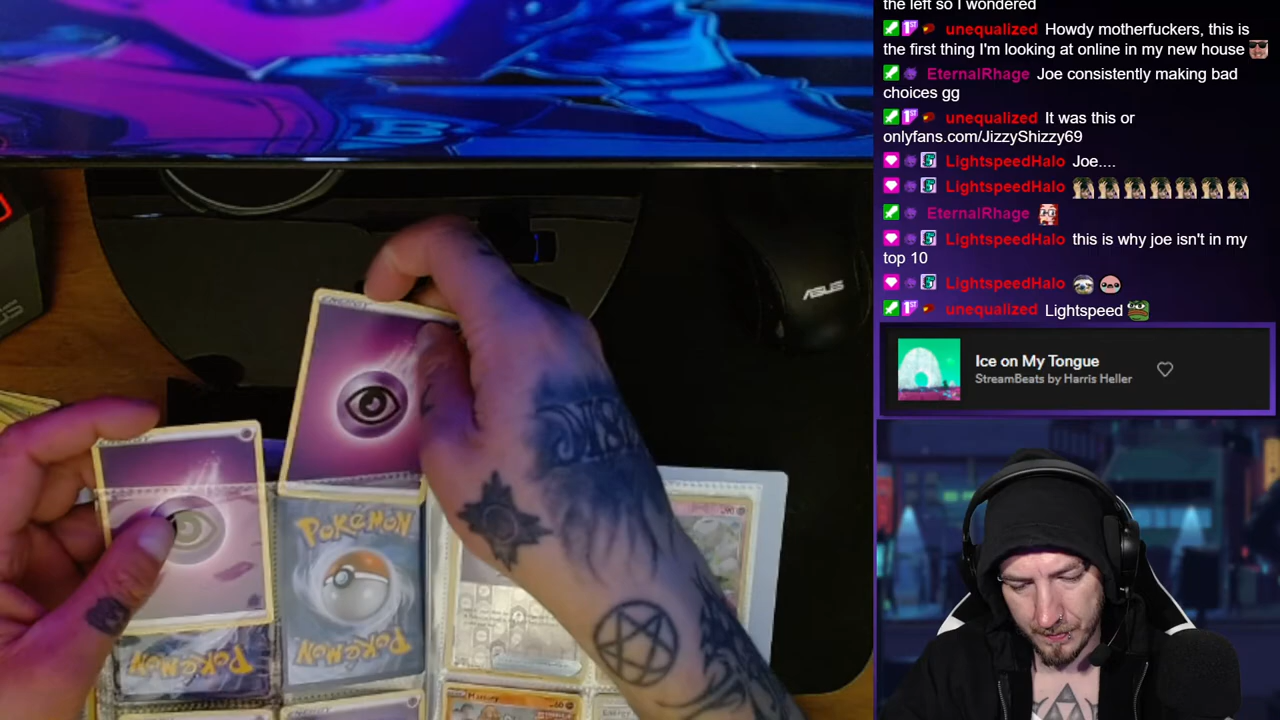 the left so I wondered
unequalized Howdy motherfuckers, this is
the first thing I'm looking at online in my new house
EternalRhage Joe consistently making bad
choices gg
unequalized It was this or
onlyfans.com/JizzyShizzy69
LightspeedHalo Joe....
LightspeedHalo
EternalRhage
LightspeedHalo this is why joe isn't in my
top 10
LightspeedHalo
unequalized Lightspeed
Ice on My Tongue
StreamBeats by Harris Heller
ASUS
ENERGY
POKéMON
POKéMON
POKéMON